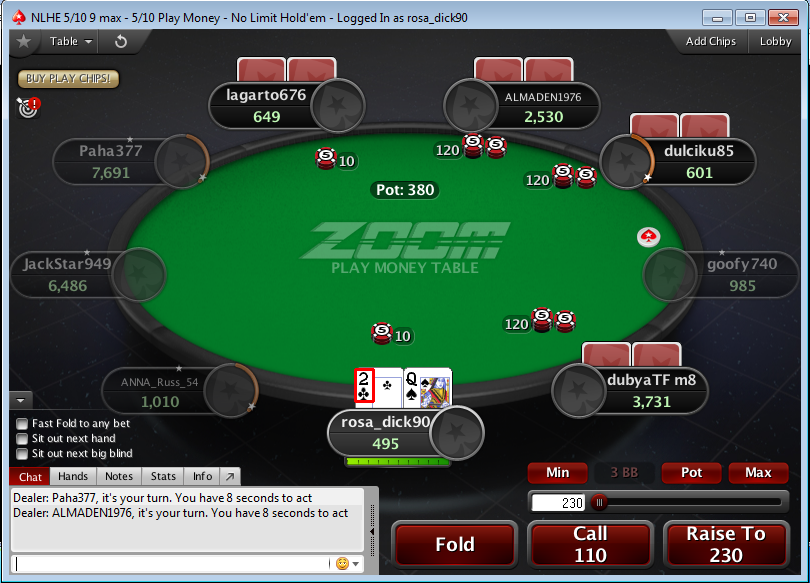 NLHE 5/10 9 max - 5/10 Play Money - No Limit Hold'em - Logged In as rosa_dick90
Table
Add Chips
Lobby
BUY PLAY CHIPS!
lagarto676
649
ALMADEN1976
2,530
Paha377
7,691
dulciku85
601
10
120
120
Pot: 380
ZOOM
PLAY MONEY TABLE
JackStar949
6,486
goofy740
985
10
120
ANNA_Russ_54
1,010
2
Q
dubyaTF m8
3,731
rosa_dick90
495
Fast Fold to any bet
Sit out next hand
Sit out next big blind
Chat
Hands
Notes
Stats
Info
Dealer: Paha377, it's your turn. You have 8 seconds to act
Dealer: ALMADEN1976, it's your turn. You have 8 seconds to act
Min
3 BB
Pot
Max
230
Fold
Call
110
Raise To
230